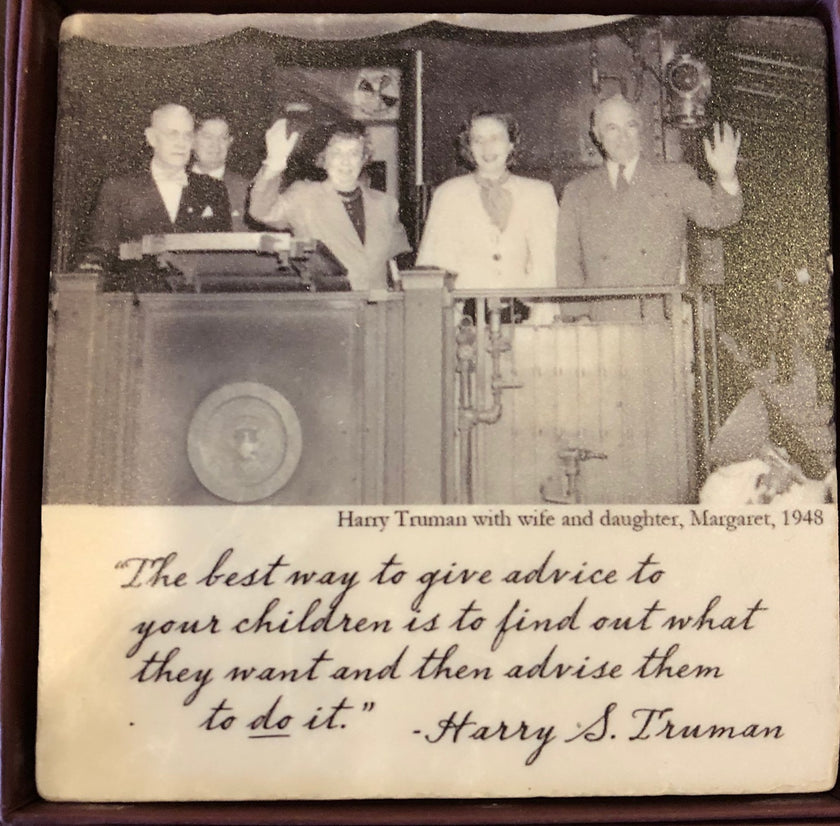 Harry Truman with wife and daughter, Margaret, 1948
“The best way to give advice to
your children is to find out what
they want and then advise them
to do it.”
-Harry S. Truman